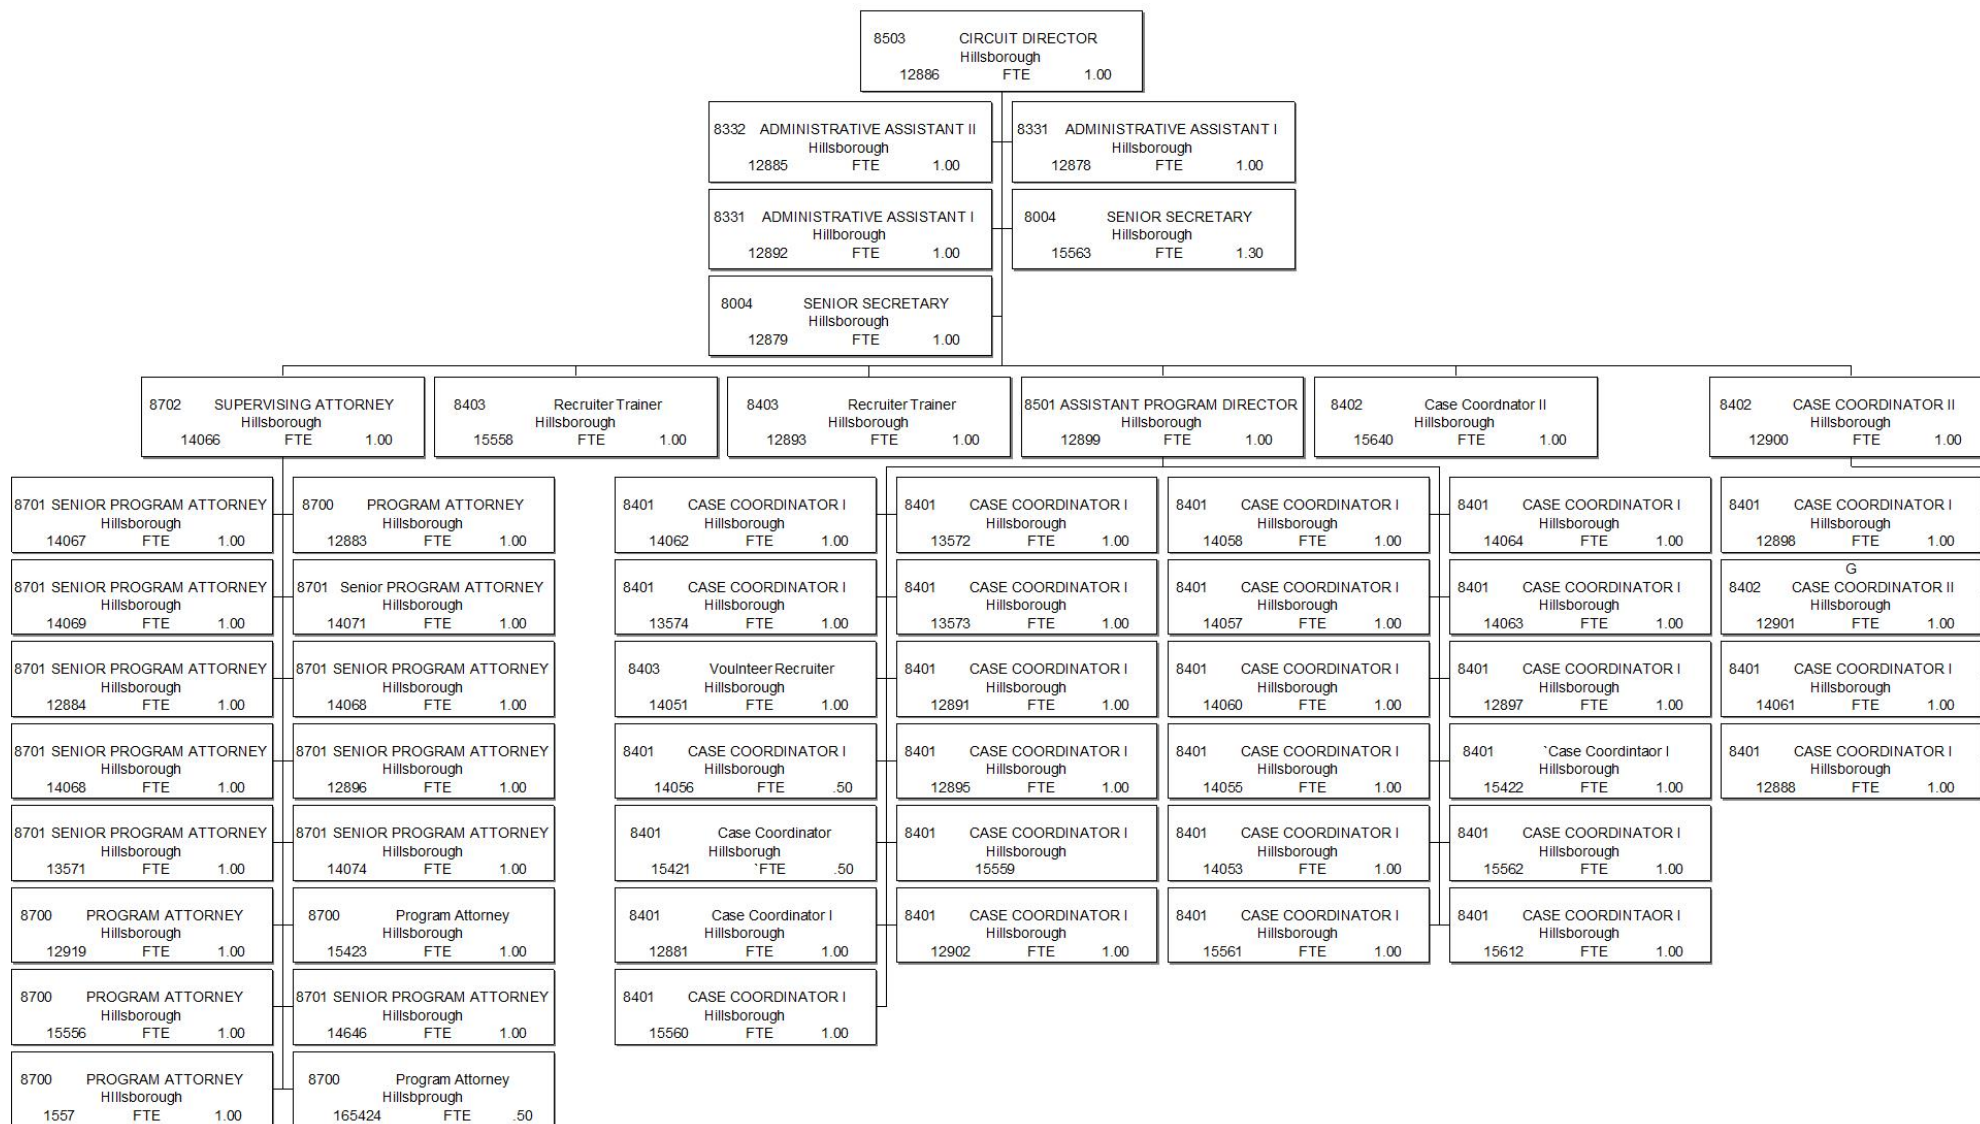 8503 CIRCUIT DIRECTOR
Hillsborough
12886 FTE 1.00
8332 ADMINISTRATIVE ASSISTANT II
Hillsborough
12885 FTE 1.00
8331 ADMINISTRATIVE ASSISTANT I
Hillsborough
12878 FTE 1.00
8331 ADMINISTRATIVE ASSISTANT I
Hillborough
12892 FTE 1.00
8004 SENIOR SECRETARY
Hillsborough
15563 FTE 1.30
8004 SENIOR SECRETARY
Hillsborough
12879 FTE 1.00
8702 SUPERVISING ATTORNEY
Hillsborough
14066 FTE 1.00
8403 Recruiter Trainer
Hillsborough
15558 FTE 1.00
8403 Recruiter Trainer
Hillsborough
12893 FTE 1.00
8501 ASSISTANT PROGRAM DIRECTOR
Hillsborough
12899 FTE 1.00
8402 Case Coordnator II
Hillsborough
15640 FTE 1.00
8402 CASE COORDINATOR II
Hillsborough
12900 FTE 1.00
8701 SENIOR PROGRAM ATTORNEY
Hillsborough
14067 FTE 1.00
8700 PROGRAM ATTORNEY
Hillsborough
12883 FTE 1.00
8401 CASE COORDINATOR I
Hillsborough
14062 FTE 1.00
8401 CASE COORDINATOR I
Hillsborough
13572 FTE 1.00
8401 CASE COORDINATOR I
Hillsborough
14058 FTE 1.00
8401 CASE COORDINATOR I
Hillsborough
14064 FTE 1.00
8401 CASE COORDINATOR I
Hillsborough
12898 FTE 1.00
8701 SENIOR PROGRAM ATTORNEY
Hillsborough
14069 FTE 1.00
8701 Senior PROGRAM ATTORNEY
Hillsborough
14071 FTE 1.00
8401 CASE COORDINATOR I
Hillsborough
13574 FTE 1.00
8401 CASE COORDINATOR I
Hillsborough
13573 FTE 1.00
8401 CASE COORDINATOR I
Hillsborough
14057 FTE 1.00
8401 CASE COORDINATOR I
Hillsborough
14063 FTE 1.00
G
8402 CASE COORDINATOR II
Hillsborough
12901 FTE 1.00
8701 SENIOR PROGRAM ATTORNEY
Hillsborough
12884 FTE 1.00
8701 SENIOR PROGRAM ATTORNEY
Hillsborough
14068 FTE 1.00
8403 Voulnteer Recruiter
Hillsborough
14051 FTE 1.00
8401 CASE COORDINATOR I
Hillsborough
12891 FTE 1.00
8401 CASE COORDINATOR I
Hillsborough
14060 FTE 1.00
8401 CASE COORDINATOR I
Hillsborough
12897 FTE 1.00
8401 CASE COORDINATOR I
Hillsborough
14061 FTE 1.00
8701 SENIOR PROGRAM ATTORNEY
Hillsborough
14068 FTE 1.00
8701 SENIOR PROGRAM ATTORNEY
Hillsborough
12896 FTE 1.00
8401 CASE COORDINATOR I
Hillsborough
14056 FTE .50
8401 CASE COORDINATOR I
Hillsborough
12895 FTE 1.00
8401 CASE COORDINATOR I
Hillsborough
14055 FTE 1.00
8401 `Case Coordintaor I
Hillsborough
15422 FTE 1.00
8401 CASE COORDINATOR I
Hillsborough
12888 FTE 1.00
8701 SENIOR PROGRAM ATTORNEY
Hillsborough
13571 FTE 1.00
8701 SENIOR PROGRAM ATTORNEY
Hillsborough
14074 FTE 1.00
8401 Case Coordinator
Hillsborugh
15421 `FTE .50
8401 CASE COORDINATOR I
Hillsborough
15559
8401 CASE COORDINATOR I
Hillsborough
14053 FTE 1.00
8401 CASE COORDINATOR I
Hillsborough
15562 FTE 1.00
8700 PROGRAM ATTORNEY
Hillsborough
12919 FTE 1.00
8700 Program Attorney
Hillsborough
15423 FTE 1.00
8401 Case Coordinator I
Hillsborough
12881 FTE 1.00
8401 CASE COORDINATOR I
Hillsborough
12902 FTE 1.00
8401 CASE COORDINATOR I
Hillsborough
15561 FTE 1.00
8401 CASE COORDINTAOR I
Hillsborough
15612 FTE 1.00
8700 PROGRAM ATTORNEY
Hillsborough
15556 FTE 1.00
8701 SENIOR PROGRAM ATTORNEY
Hillsborough
14646 FTE 1.00
8401 CASE COORDINATOR I
Hillsborough
15560 FTE 1.00
8700 PROGRAM ATTORNEY
HIllsborough
1557 FTE 1.00
8700 Program Attorney
Hillsbprough
165424 FTE .50